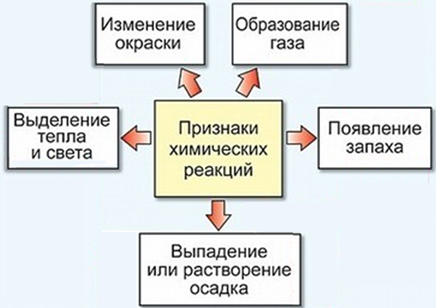 Изменение
окраски
Образование
газа
Выделение
тепла
и света
Признаки
химических
реакций
Появление
запаха
Выпадение
или растворение
осадка